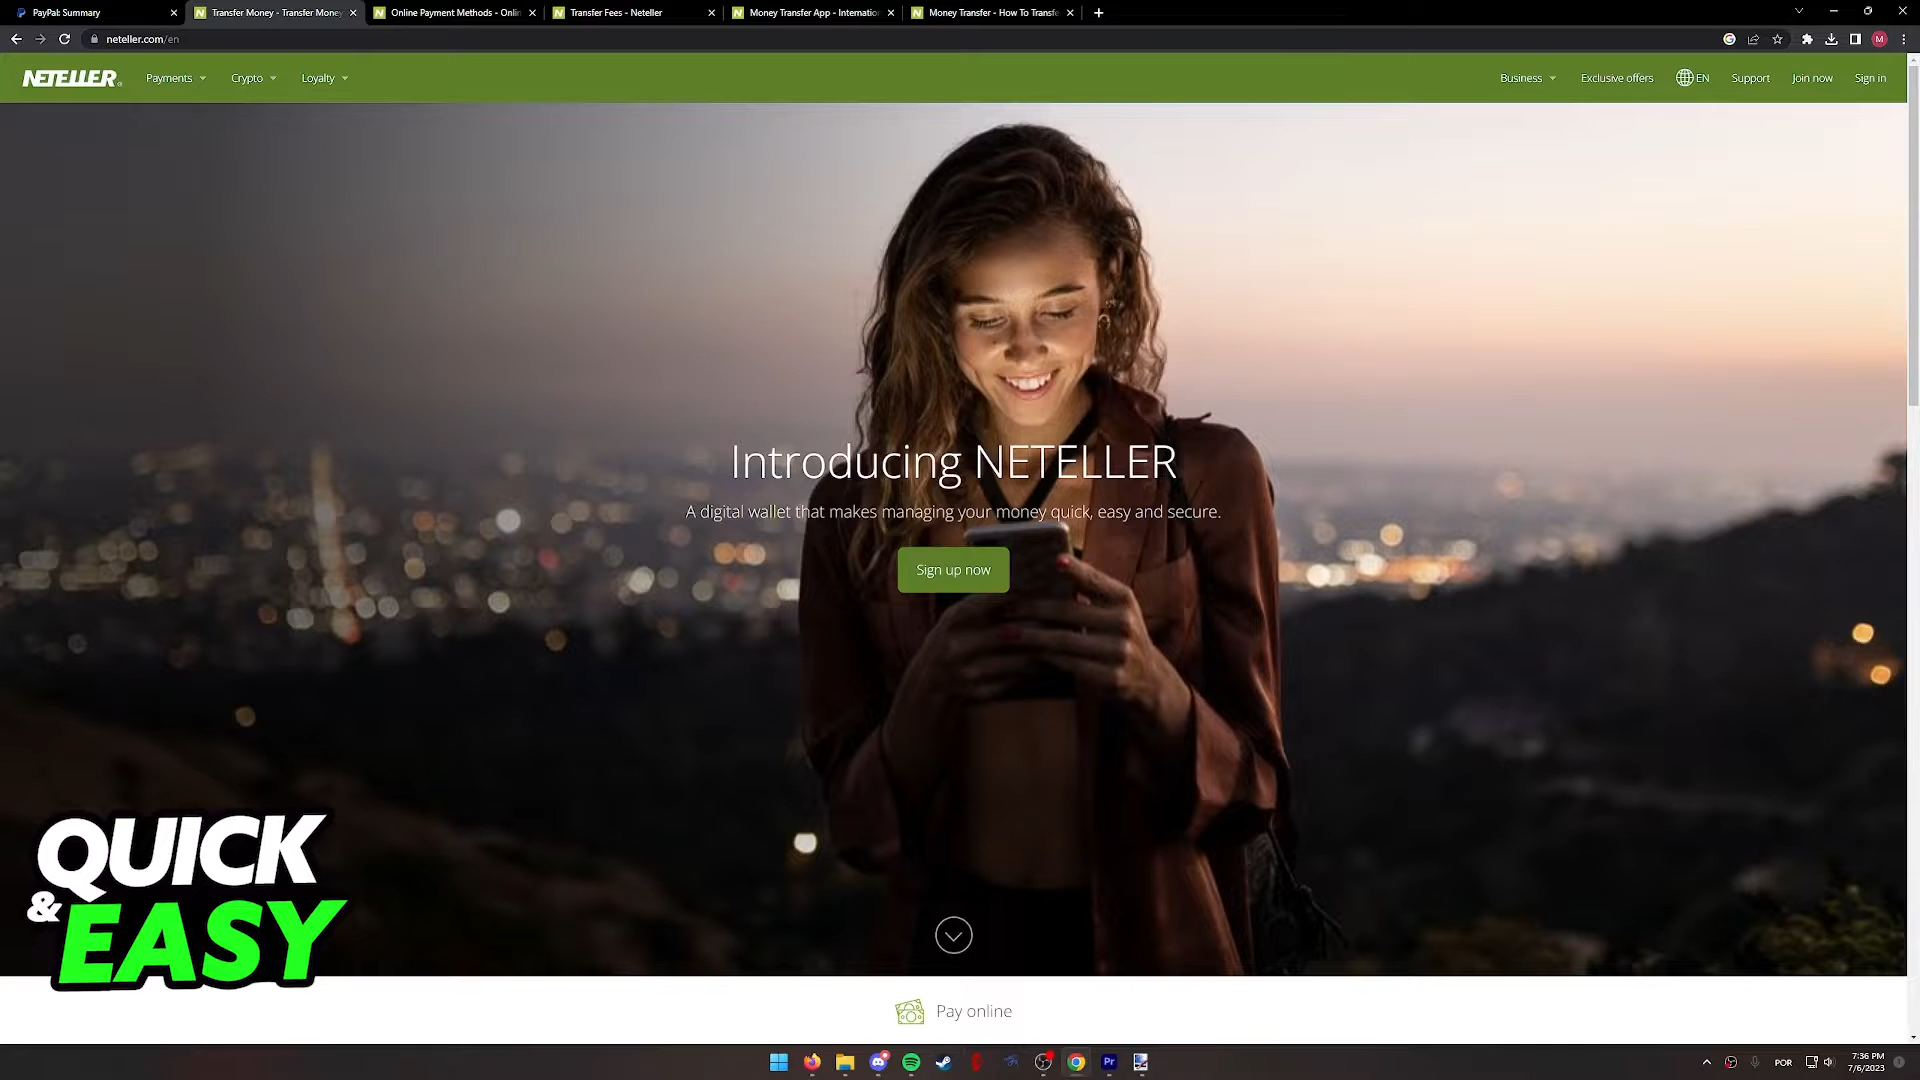 PayPal: Summary
Transfer Money - Transfer Money
Online Payment Methods - Onlin
Transfer Fees - Neteller
Money Transfer App - Internatio
Money Transfer - How To Transfe
neteller.com/en
M
NETELLER
Payments
Crypto
Loyalty
Business
Exclusive offers
EN
Support
Join now
Sign in
Introducing NETELLER
A digital wallet that makes managing your money quick, easy and secure.
Sign up now
QUICK
& EASY
Pay online
Pr
POR
7:36 PM
7/6/2023